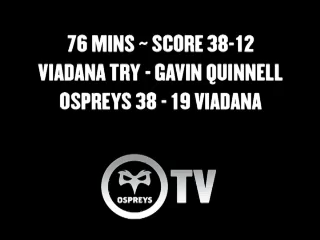 76 MINS ~ SCORE 38-12
VIADANA TRY - GAVIN QUINNELL
OSPREYS 38 - 19 VIADANA
OSPREYS
TV